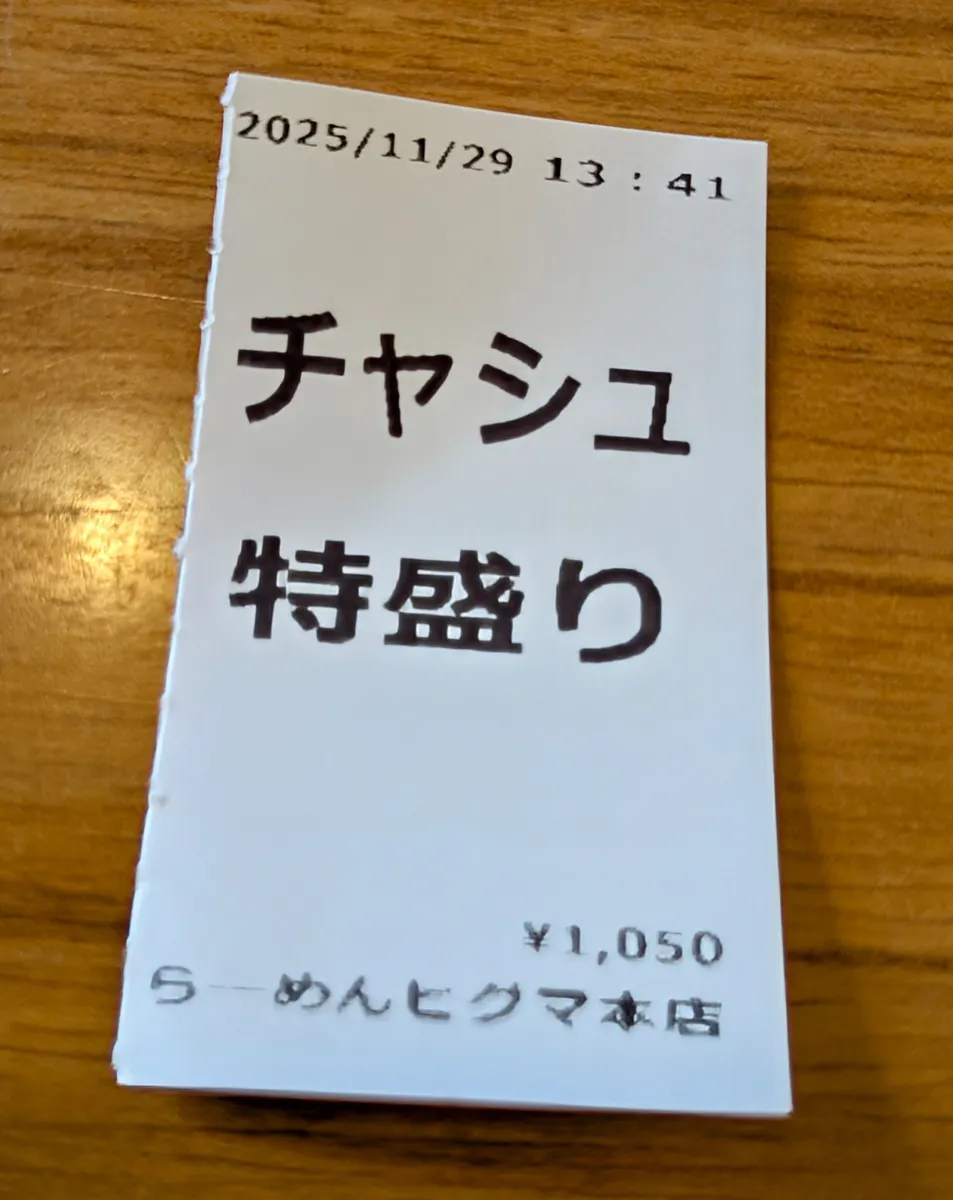 2025/11/29 13:41
チャシュ
特盛り
¥1,050
らーめんヒグマ本店